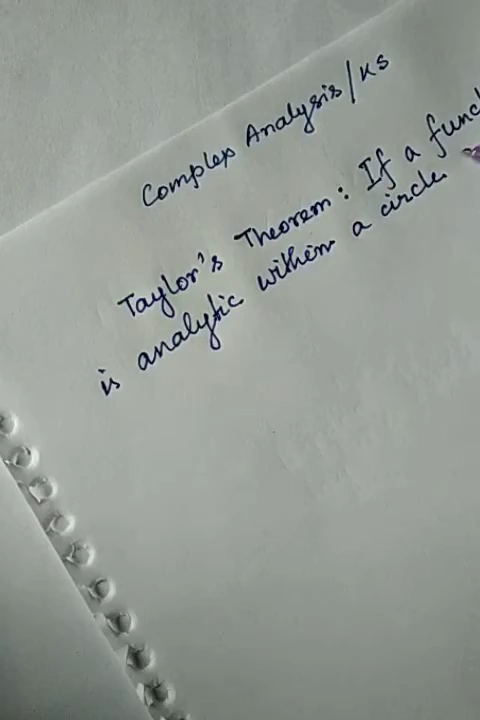 Complex Analysis/KS
Taylor's Theorem: If a func
is analytic within a circle